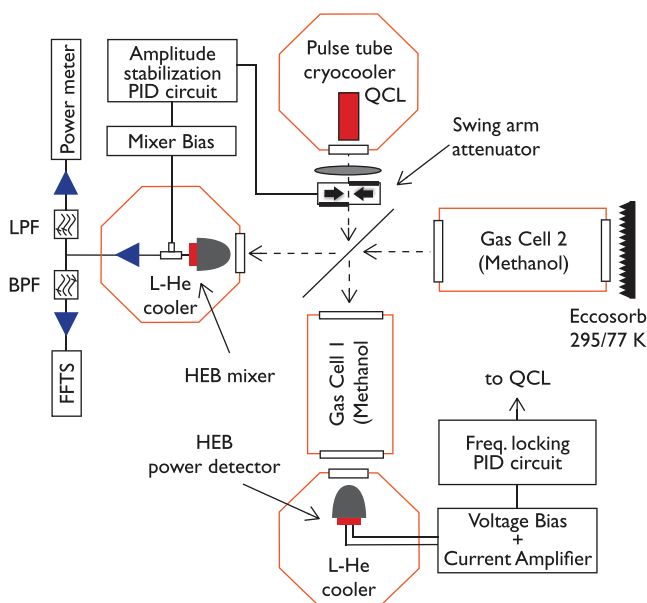 Power meter
Amplitude
stabilization
PID circuit
Mixer Bias
Pulse tube
cryocooler
QCL
Swing arm
attenuator
LPF
BPF
FFTS
L-He
cooler
HEB mixer
Gas Cell 2
(Methanol)
Eccosorb
295/77 K
Gas Cell 1
(Methanol)
HEB
power detector
L-He
cooler
to QCL
Freq. locking
PID circuit
Voltage Bias
+
Current Amplifier